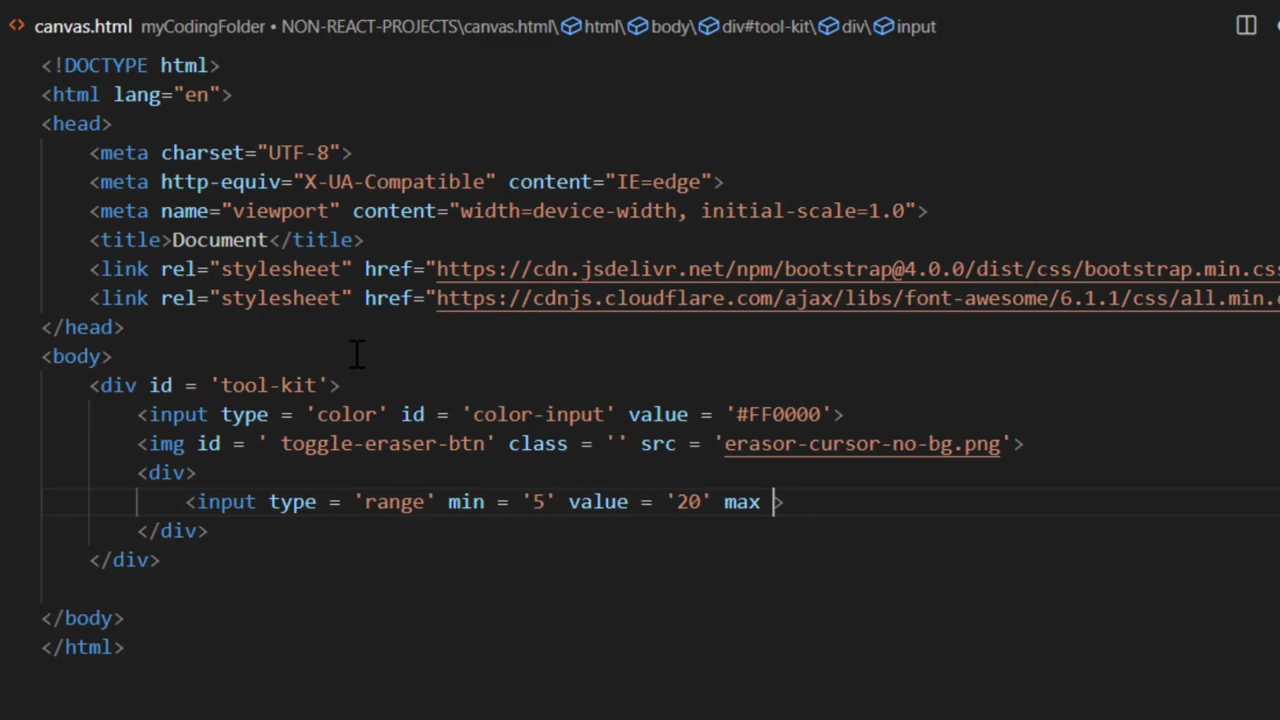 canvas.html myCodingFolder • NON-REACT-PROJECTS\canvas.html\html\body\div#tool-kit\div\input
<!DOCTYPE html>
<html lang="en">
<head>
<meta charset="UTF-8">
<meta http-equiv="X-UA-Compatible" content="IE=edge">
<meta name="viewport" content="width=device-width, initial-scale=1.0">
<title>Document</title>
<link rel="stylesheet" href="https://cdn.jsdelivr.net/npm/bootstrap@4.0.0/dist/css/bootstrap.min.cs
<link rel="stylesheet" href="https://cdnjs.cloudflare.com/ajax/libs/font-awesome/6.1.1/css/all.min.
</head>
<body>
<div id = 'tool-kit'>
<input type = 'color' id = 'color-input' value = '#FF0000'>
<img id = ' toggle-eraser-btn' class = '' src = 'erasor-cursor-no-bg.png'>
<div>
<input type = 'range' min = '5' value = '20' max >
</div>
</div>
</body>
</html>